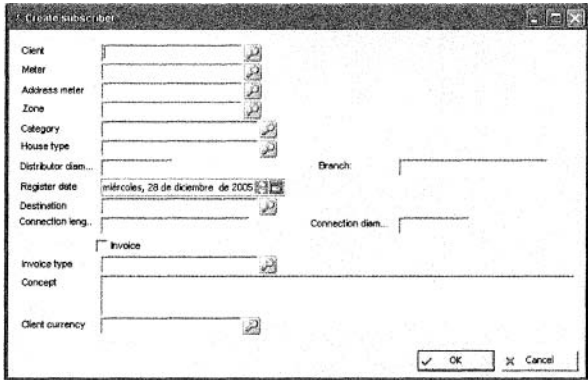 Create subscriber
Client
Meter
Address meter
Zone
Category
House type
Distributor diam...
Branch:
Register date
miércoles, 28 de diciembre de 2005
Destination
Connection leng..
Connection diam...
Invoice
Invoice type
Concept
Client currency
OK
Cancel